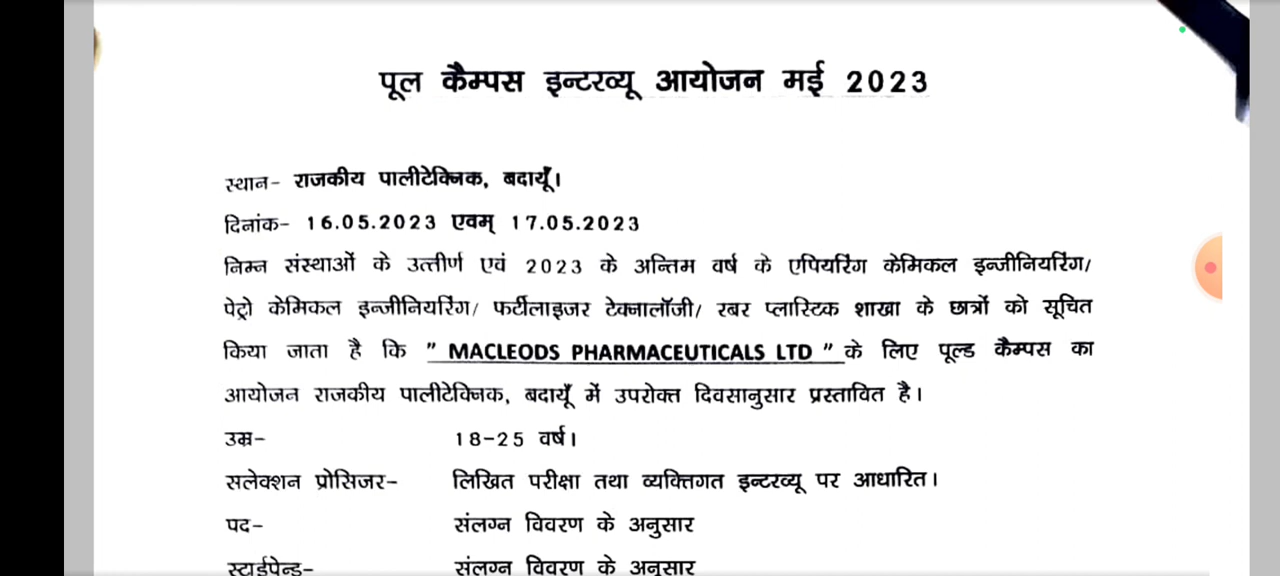 पूल कैम्पस इन्टरव्यू आयोजन मई 2023
स्थान- राजकीय पालीटेक्निक, बदायूँ।
दिनांक- 16.05.2023 एवम् 17.05.2023
निम्न संस्थाओं के उत्तीर्ण एवं 2023 के अन्तिम वर्ष के एपियरिंग केमिकल इन्जीनियरिंग/
पेट्रो केमिकल इन्जीनियरिंग/ फर्टीलाइजर टेक्नालॉजी/ रबर प्लास्टिक शाखा के छात्रों को सूचित
किया जाता है कि " MACLEODS PHARMACEUTICALS LTD " के लिए पूल्ड कैम्पस का
आयोजन राजकीय पालीटेक्निक, बदायूँ में उपरोक्त दिवसानुसार प्रस्तावित है।
उम्र- 18-25 वर्ष।
सलेक्शन प्रोसिजर- लिखित परीक्षा तथा व्यक्तिगत इन्टरव्यू पर आधारित।
पद- संलग्न विवरण के अनुसार
स्टाईपेन्ड- संलग्न विवरण के अनुसार